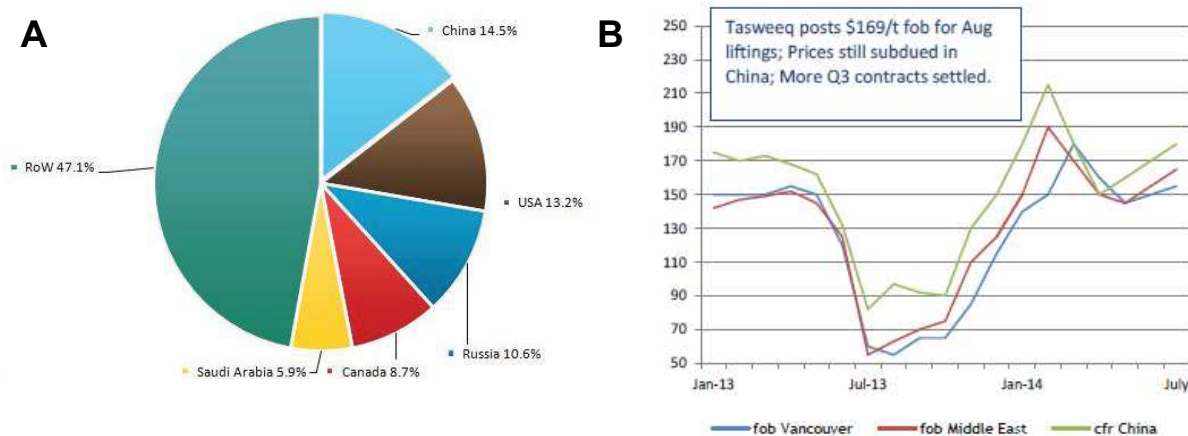 A
China 14.5%
RoW 47.1%
USA 13.2%
Russia 10.6%
Saudi Arabia 5.9%
Canada 8.7%
B
Tasweeq posts $169/t fob for Aug
liftings; Prices still subdued in
China; More Q3 contracts settled.
250
230
210
190
170
150
130
110
90
70
50
Jan-13
Jul-13
Jan-14
July
fob Vancouver
fob Middle East
cfr China